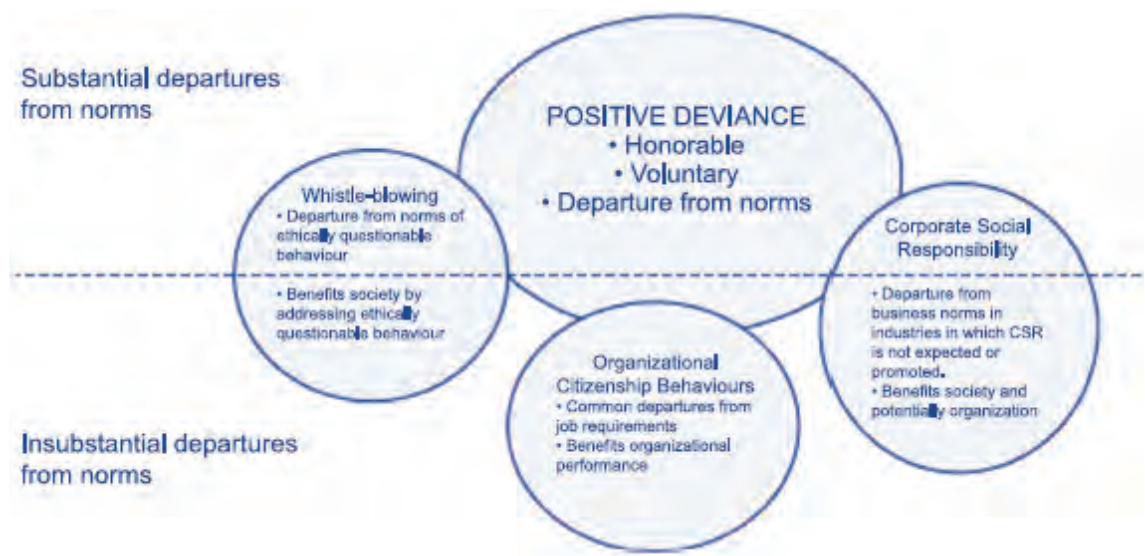 Substantial departures
from norms
POSITIVE DEVIANCE
• Honorable
• Voluntary
• Departure from norms
Whistle-blowing
• Departure from norms of
ethically questionable
behaviour
• Benefits society by
addressing ethically
questionable behaviour
Corporate Social
Responsibility
• Departure from
business norms in
industries in which CSR
is not expected or
promoted.
• Benefits society and
potentially organization
Organizational
Citizenship Behaviours
• Common departures from
job requirements
• Benefits organizational
performance
Insubstantial departures
from norms